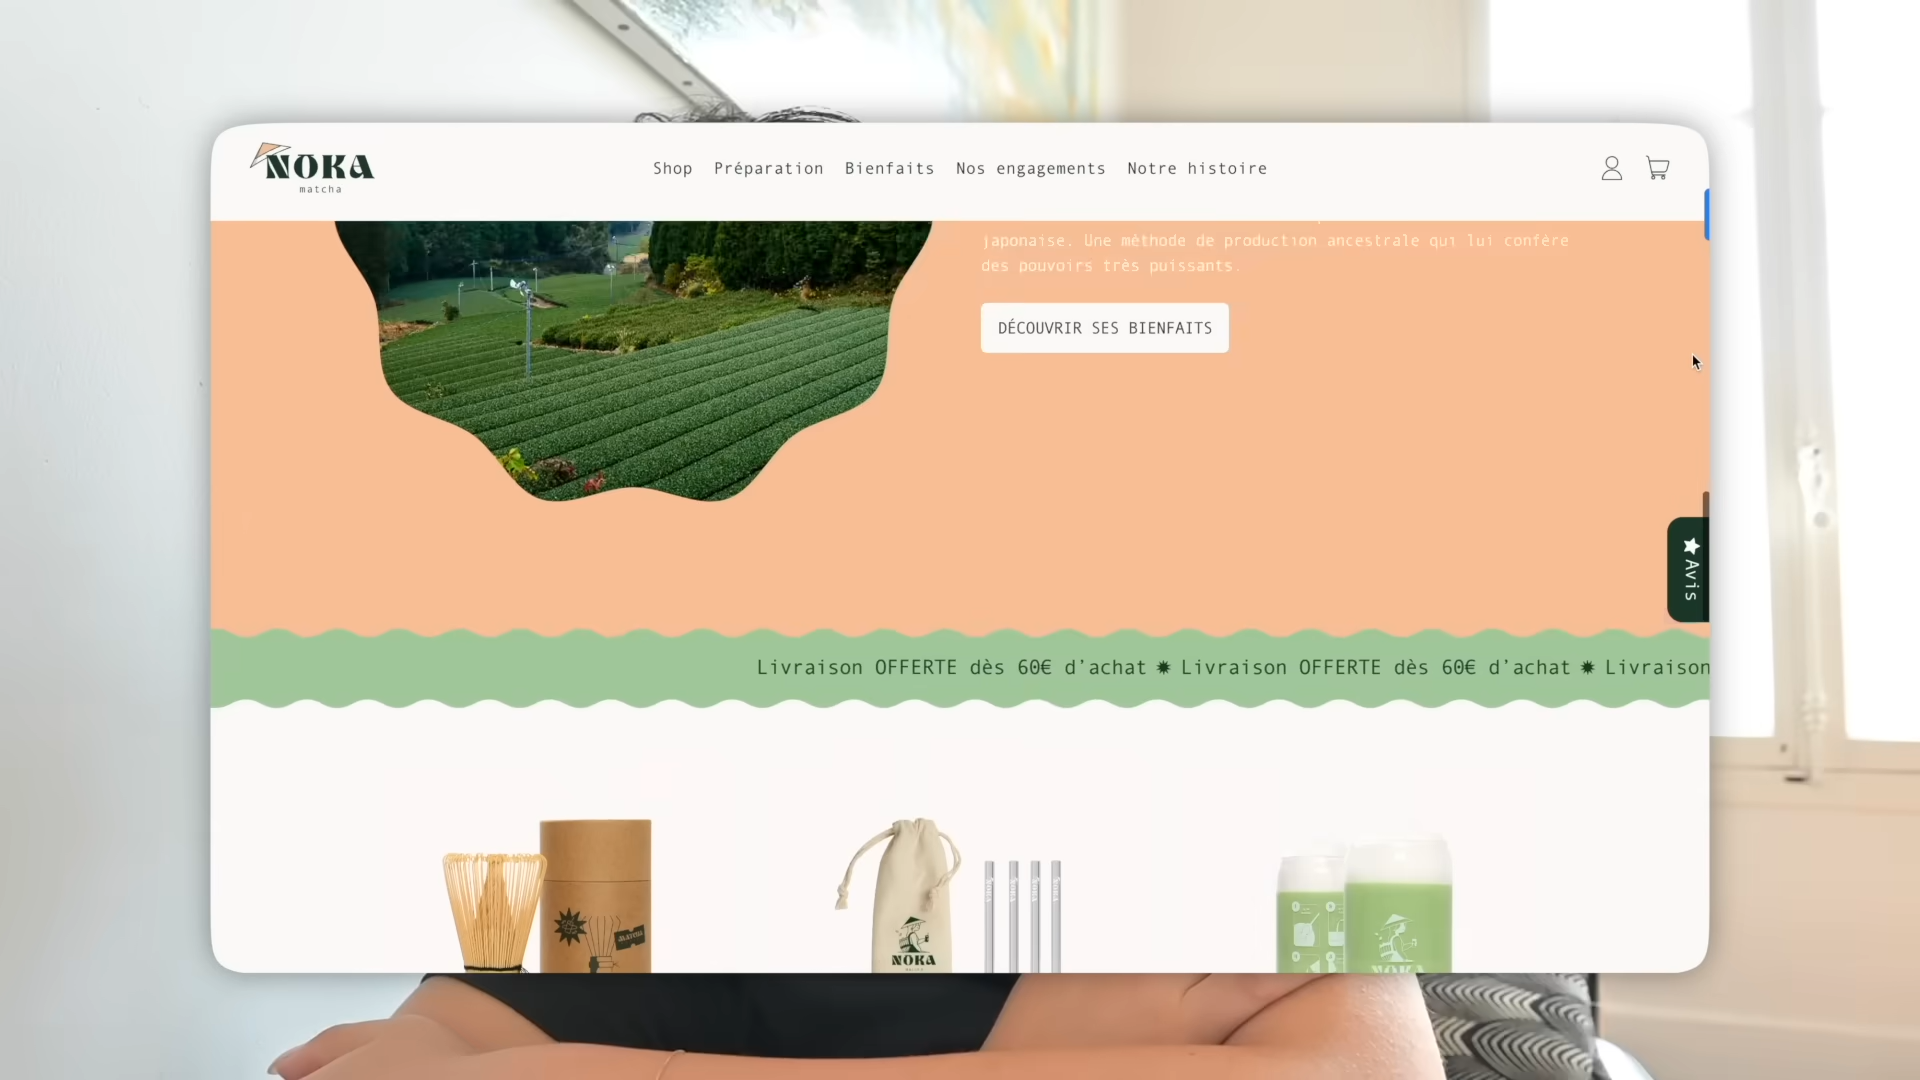 NOKA
matcha
Shop Préparation Bienfaits Nos engagements Notre histoire
japonaise. Une méthode de production ancestrale qui lui confère
des pouvoirs très puissants.
DÉCOUVRIR SES BIENFAITS
Avis
Livraison OFFERTE dès 60€ d'achat ✹ Livraison OFFERTE dès 60€ d'achat ✹ Livraison
NOKA
NOKA